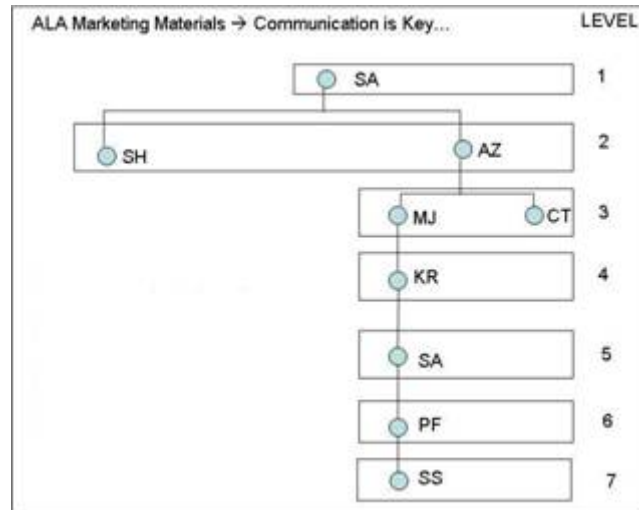 ALA Marketing Materials → Communication is Key... LEVEL
SA 1
SH AZ 2
MJ CT 3
KR 4
SA 5
PF 6
SS 7